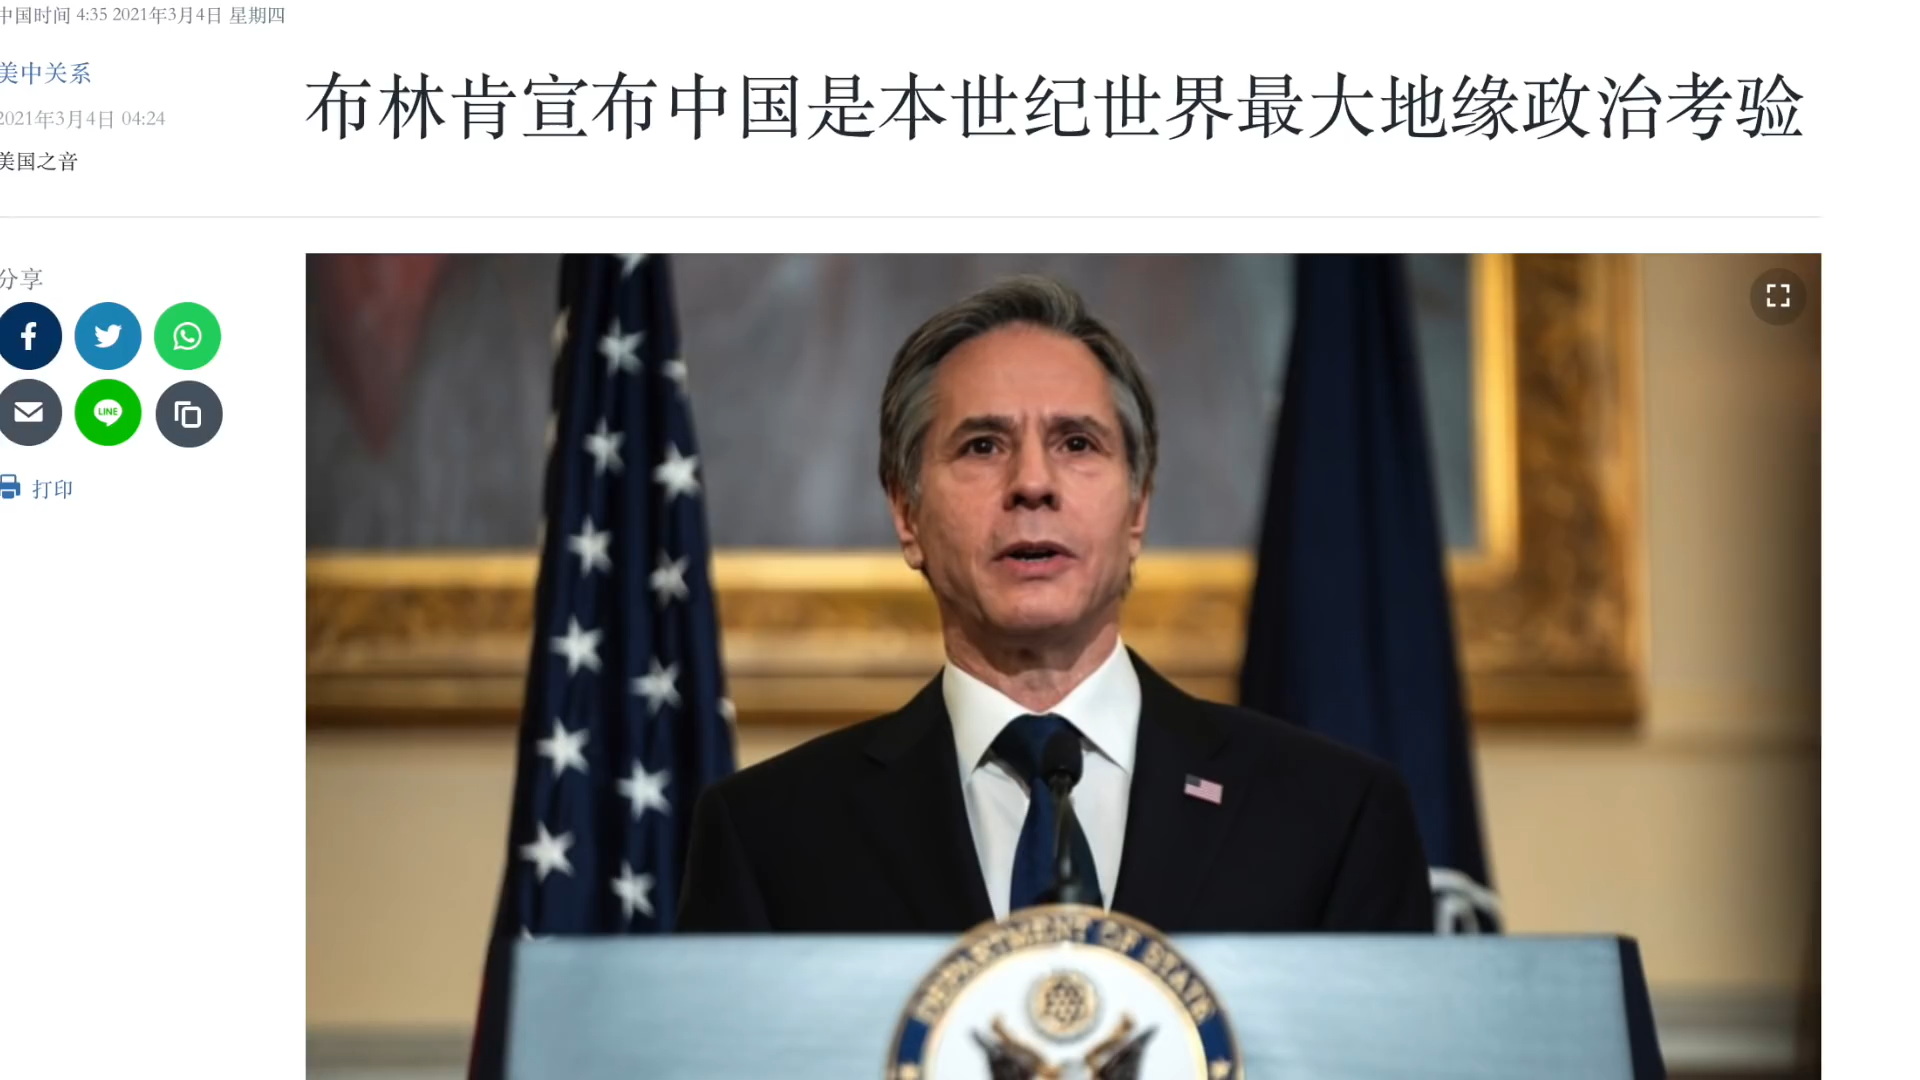 中国时间 4:35 2021年3月4日 星期四
美中关系
2021年3月4日 04:24
美国之音
布林肯宣布中国是本世纪世界最大地缘政治考验
分享
LINE
打印
DEPARTMENT OF STATE